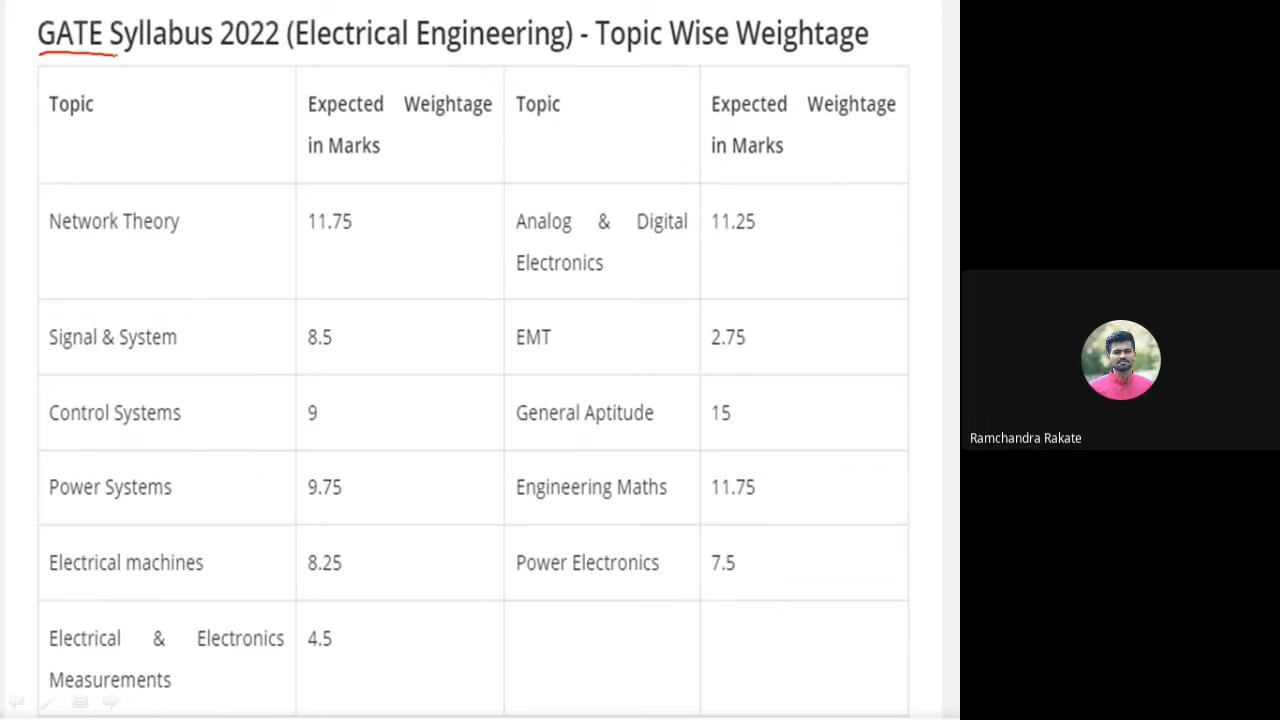 GATE Syllabus 2022 (Electrical Engineering) - Topic Wise Weightage
Topic
Expected Weightage
in Marks
Topic
Expected Weightage
in Marks
Network Theory
11.75
Analog & Digital
Electronics
11.25
Signal & System
8.5
EMT
2.75
Control Systems
9
General Aptitude
15
Power Systems
9.75
Engineering Maths
11.75
Electrical machines
8.25
Power Electronics
7.5
Electrical & Electronics
Measurements
4.5
Ramchandra Rakate